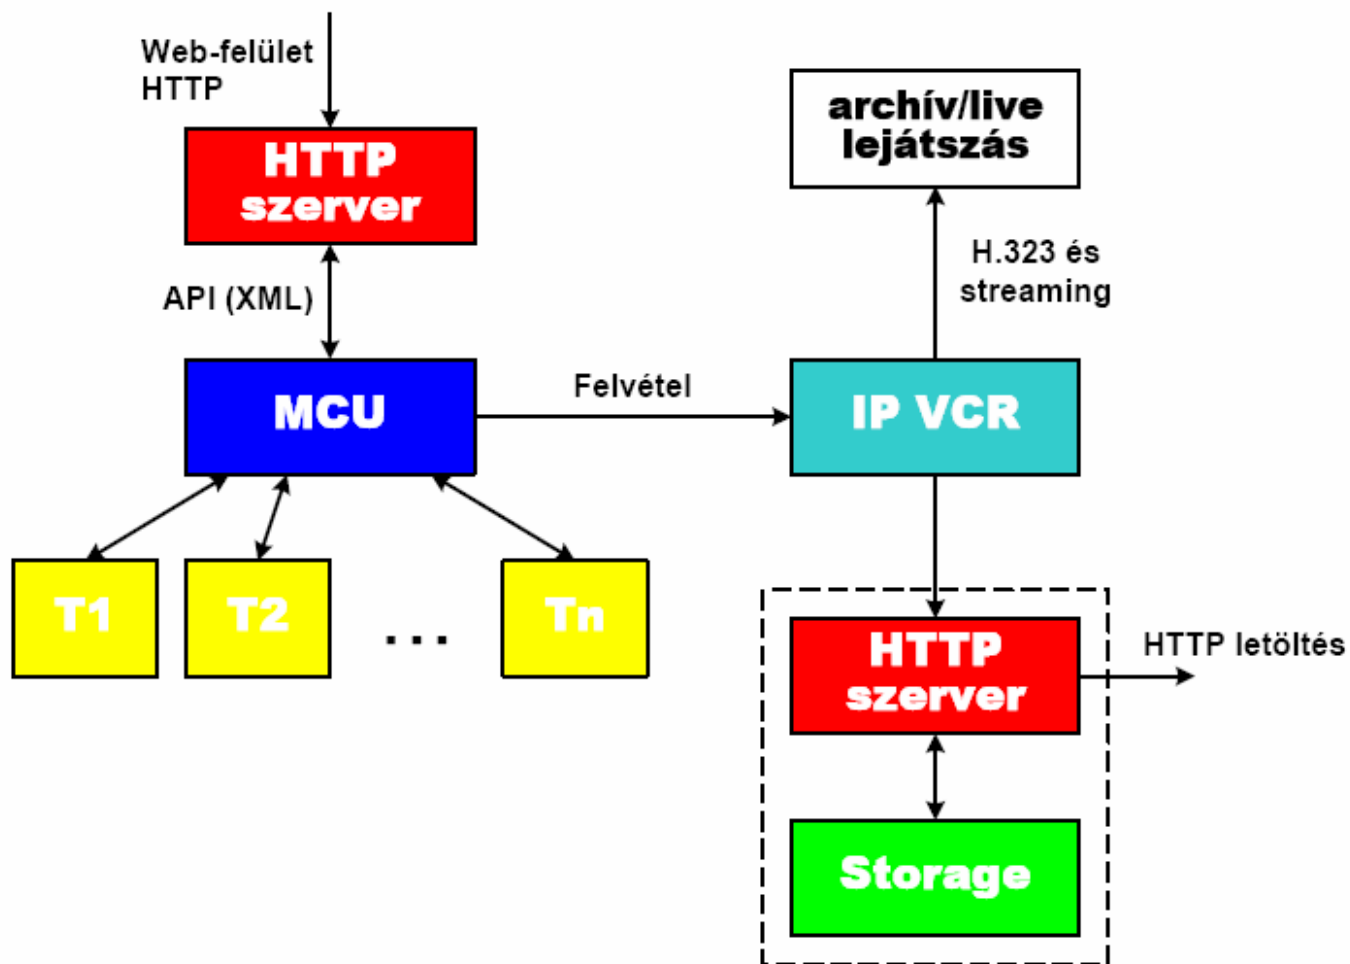 Web-felület
HTTP
HTTP
szerver
API (XML)
MCU
T1
T2
...
Tn
Felvétel
archív/live
lejátszás
H.323 és
streaming
IP VCR
HTTP
szerver
HTTP letöltés
Storage